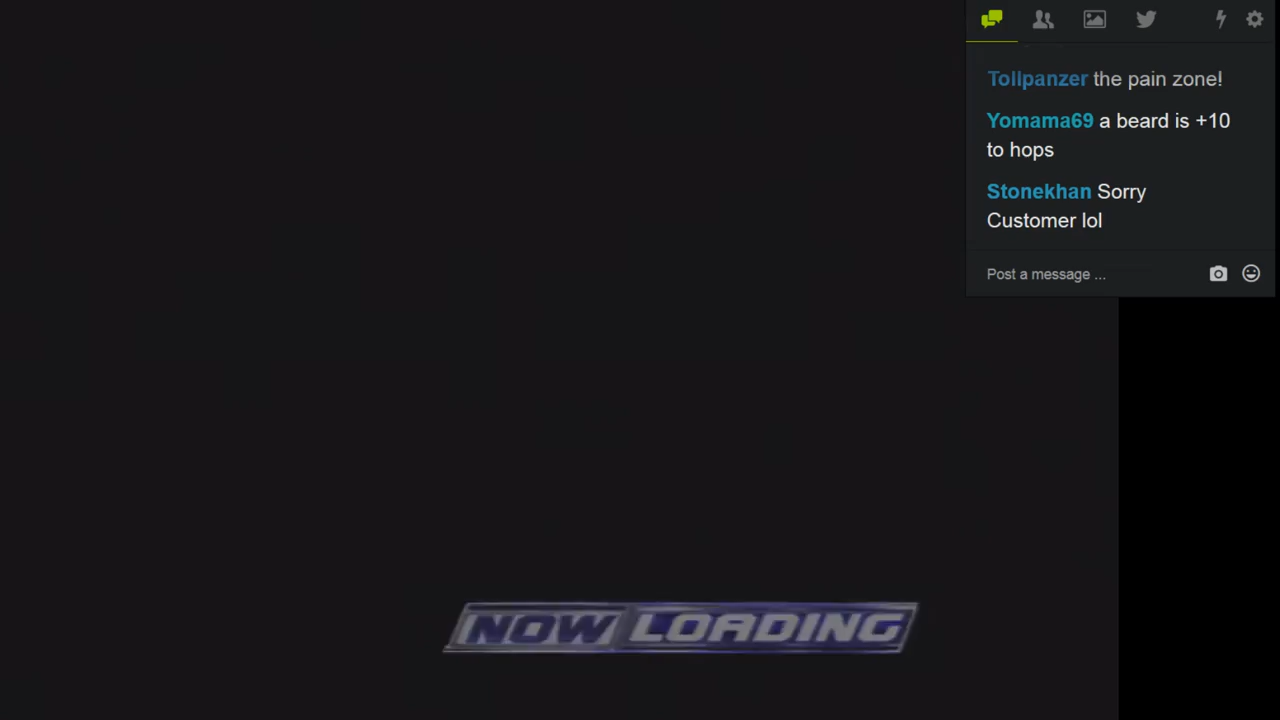 Tollpanzer the pain zone!
Yomama69 a beard is +10
to hops
Stonekhan Sorry
Customer lol
Post a message ...
NOW LOADING